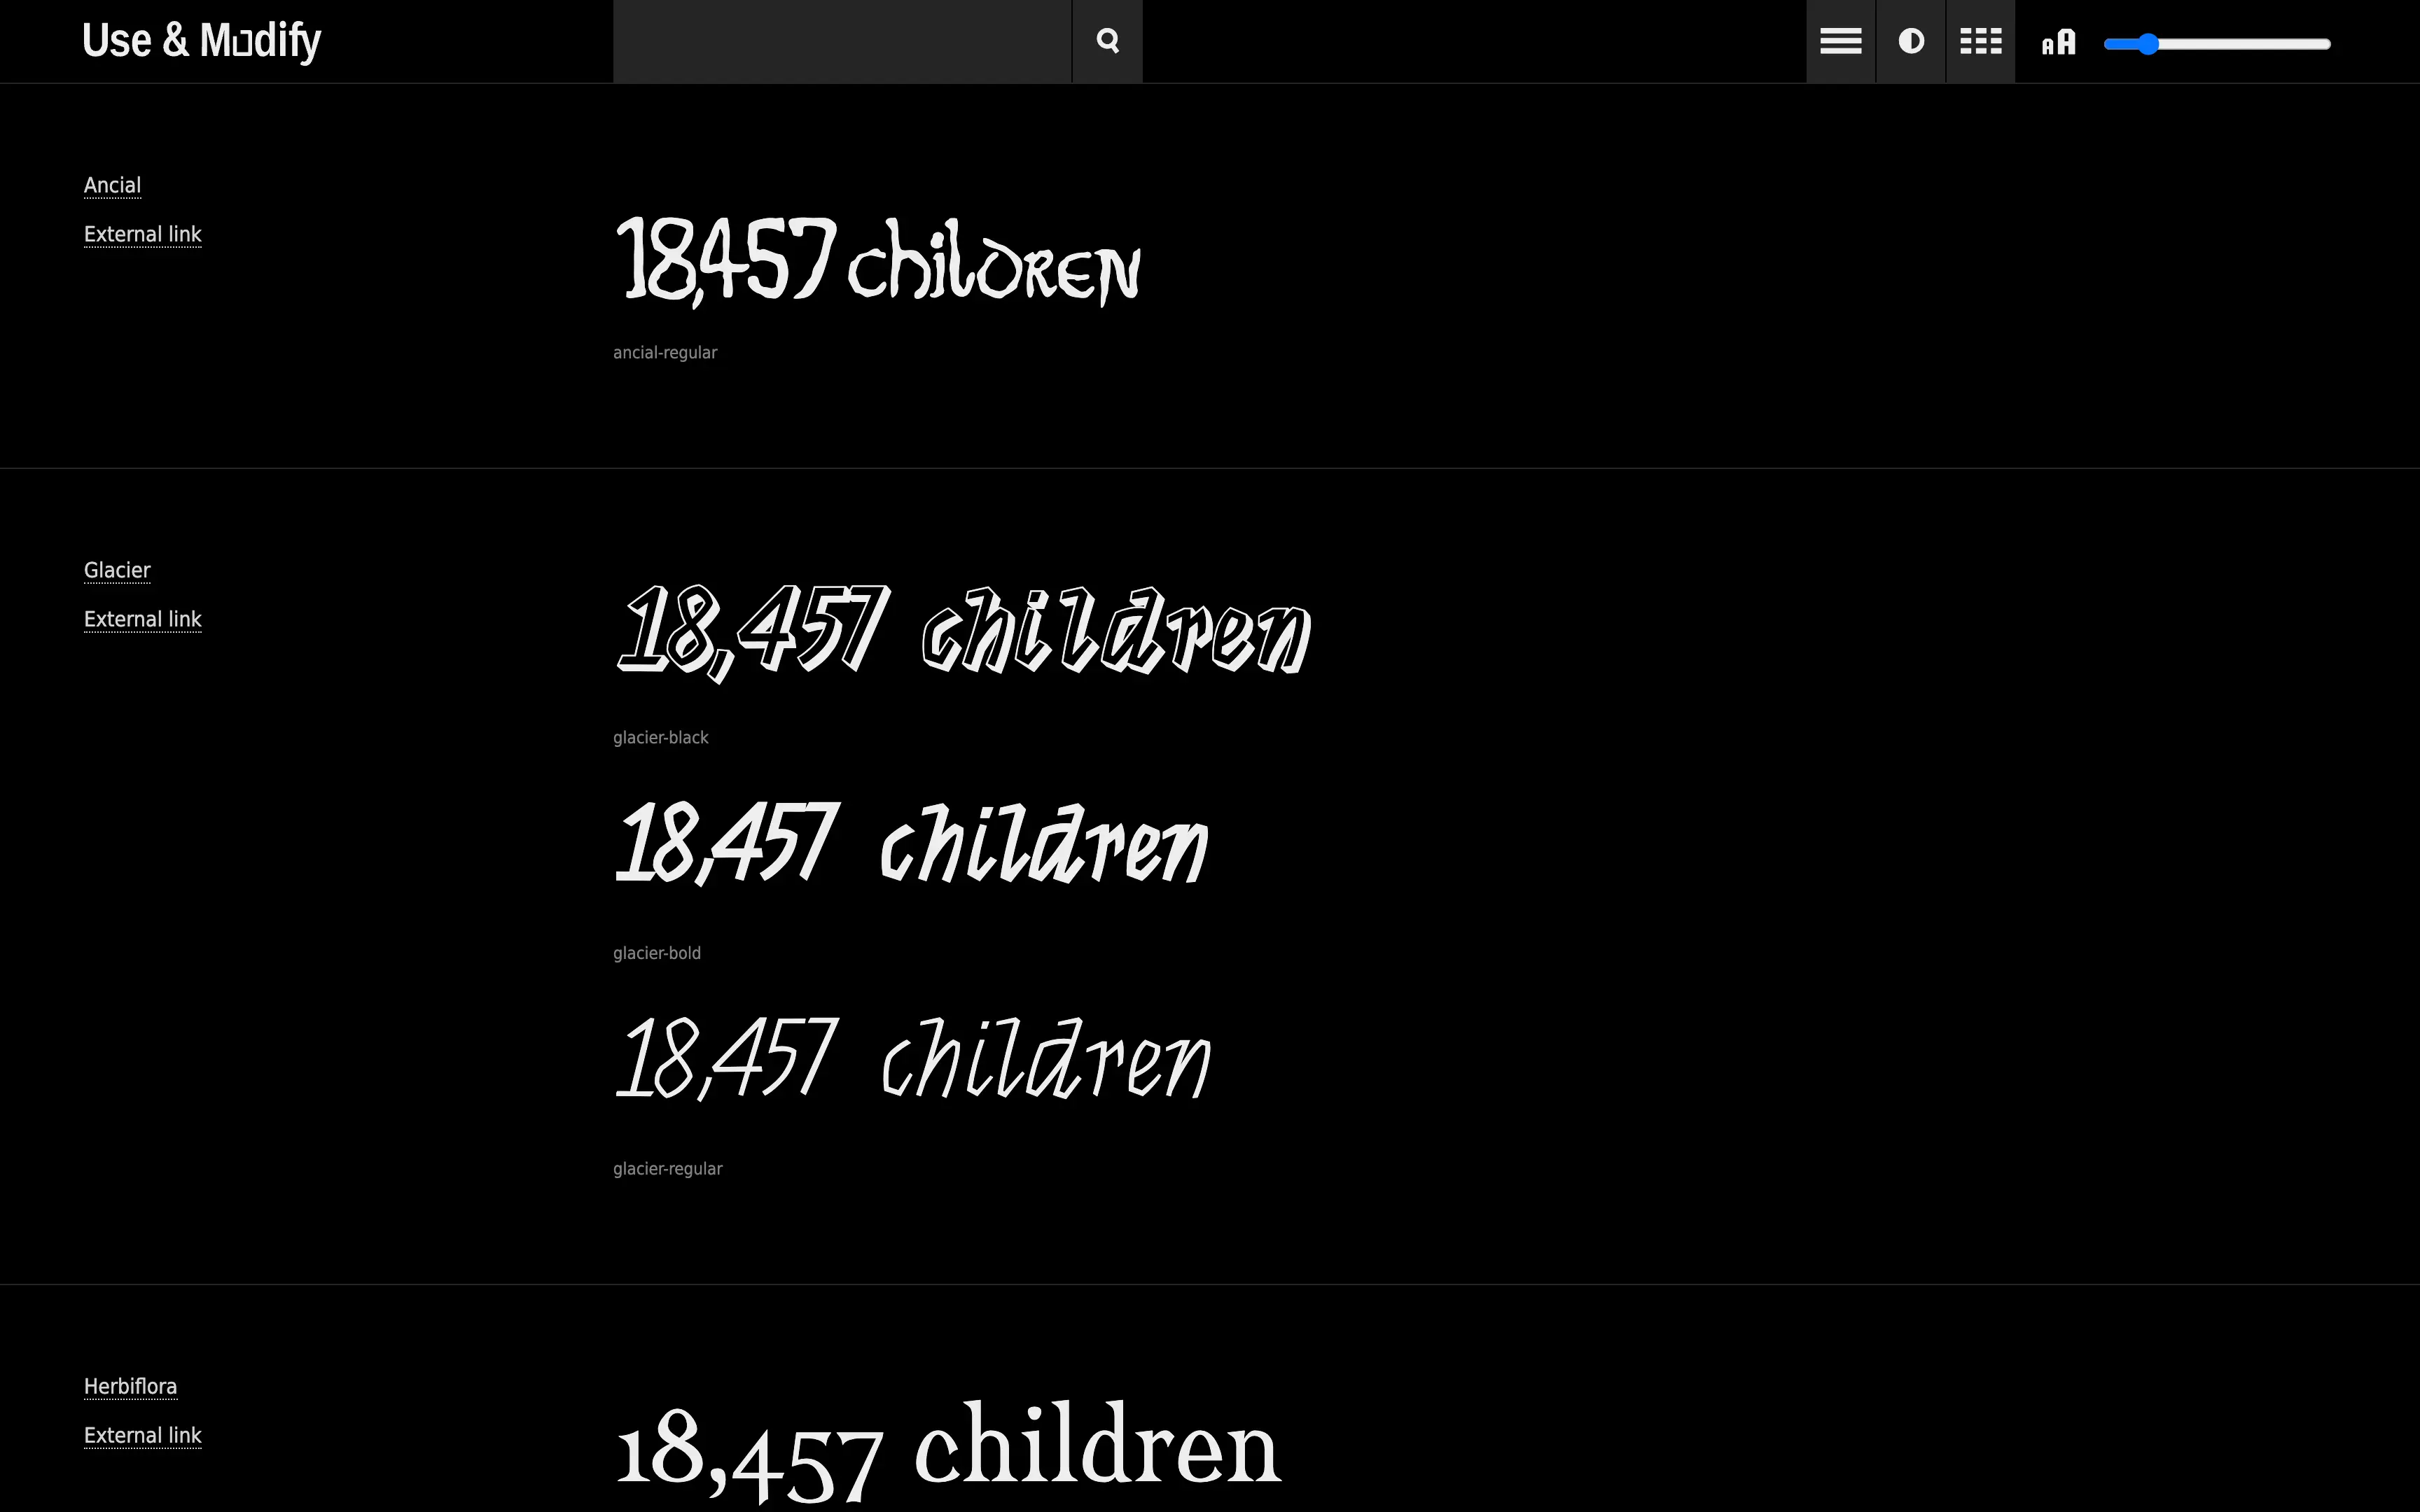 Use & Modify
Ancial
External link
18,457 children
ancial-regular
Glacier
External link
18,457 children
glacier-black
18,457 children
glacier-bold
18,457 children
glacier-regular
Herbiflora
External link
18,457 children